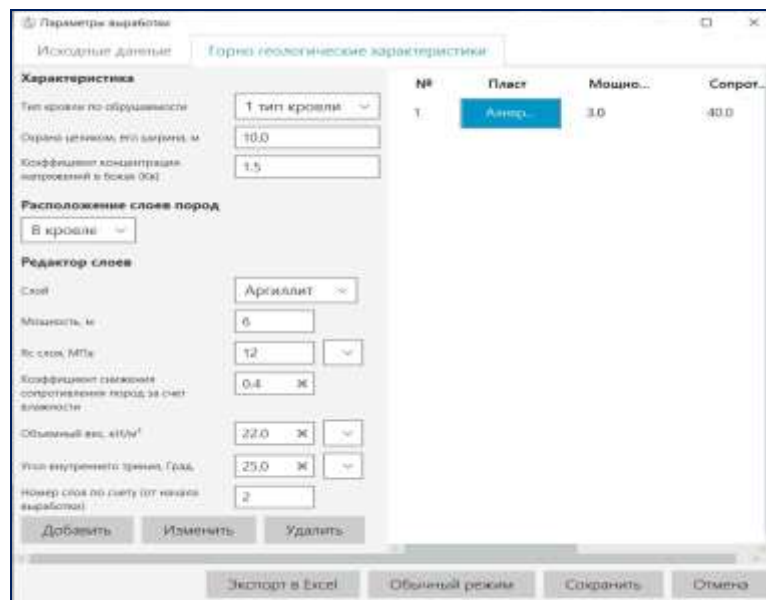 Параметры выработки
Исходные данные
Горно геологические характеристики
Характеристика
Тип кровли по обрушаемости
1 тип кровли
Охрана целиком, его ширина, м
10.0
Коэффициент концентрации
напряжений в боках (Кк)
1.5
Расположение слоев пород
В кровле
Редактор слоев
Слой
Аргиллит
Мощность, м
6
Rc слоя, МПа
12
Коэффициент снижения
сопротивления пород за счет
влажности
0.4
Объемный вес, кН/м³
22.0
Угол внутреннего трения, Град.
25.0
Номер слоя по счету (от начала
выработки)
2
Добавить
Изменить
Удалить
№
Пласт
Мощно...
Сопрот..
1
3.0
40.0
Экспорт в Excel
Обычный режим
Сохранить
Отмена